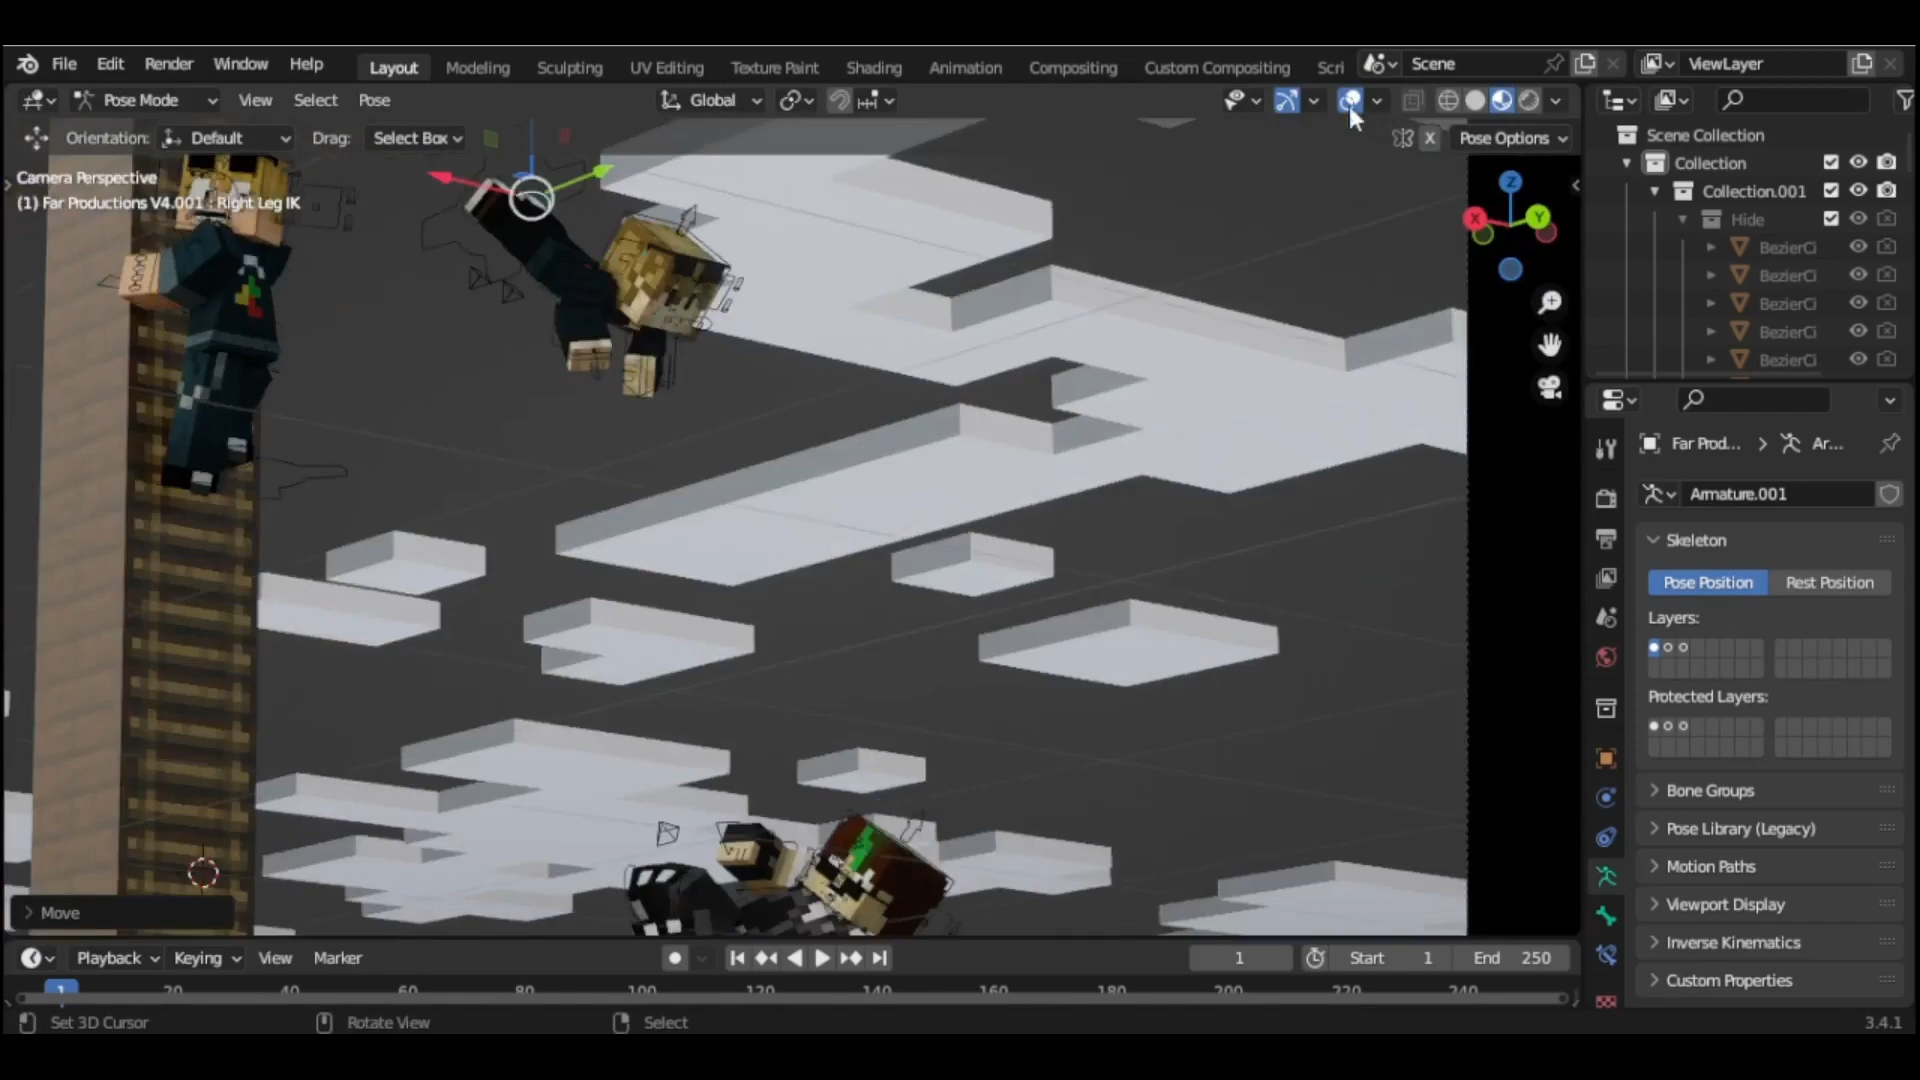 File Edit Render Window Help Layout Modeling Sculpting UV Editing Texture Paint Shading Animation Compositing Custom Compositing Scri Scene ViewLayer
Pose Mode View Select Pose Global
Orientation: Default Drag: Select Box X Pose Options
Camera Perspective
(1) Far Productions V4.001 : Right Leg IK
Z
X
Y
Move
Scene Collection
Collection
Collection.001
Hide
BezierCi
BezierCi
BezierCi
BezierCi
BezierCi
Far Prod... > Ar...
Armature.001
Skeleton
Pose Position Rest Position
Layers:
Protected Layers:
Bone Groups
Pose Library (Legacy)
Motion Paths
Viewport Display
Inverse Kinematics
Custom Properties
Playback Keying View Marker 1 Start 1 End 250
1 20 40 60 80 100 120 140 160 180 200 220 240
Set 3D Cursor Rotate View Select 3.4.1